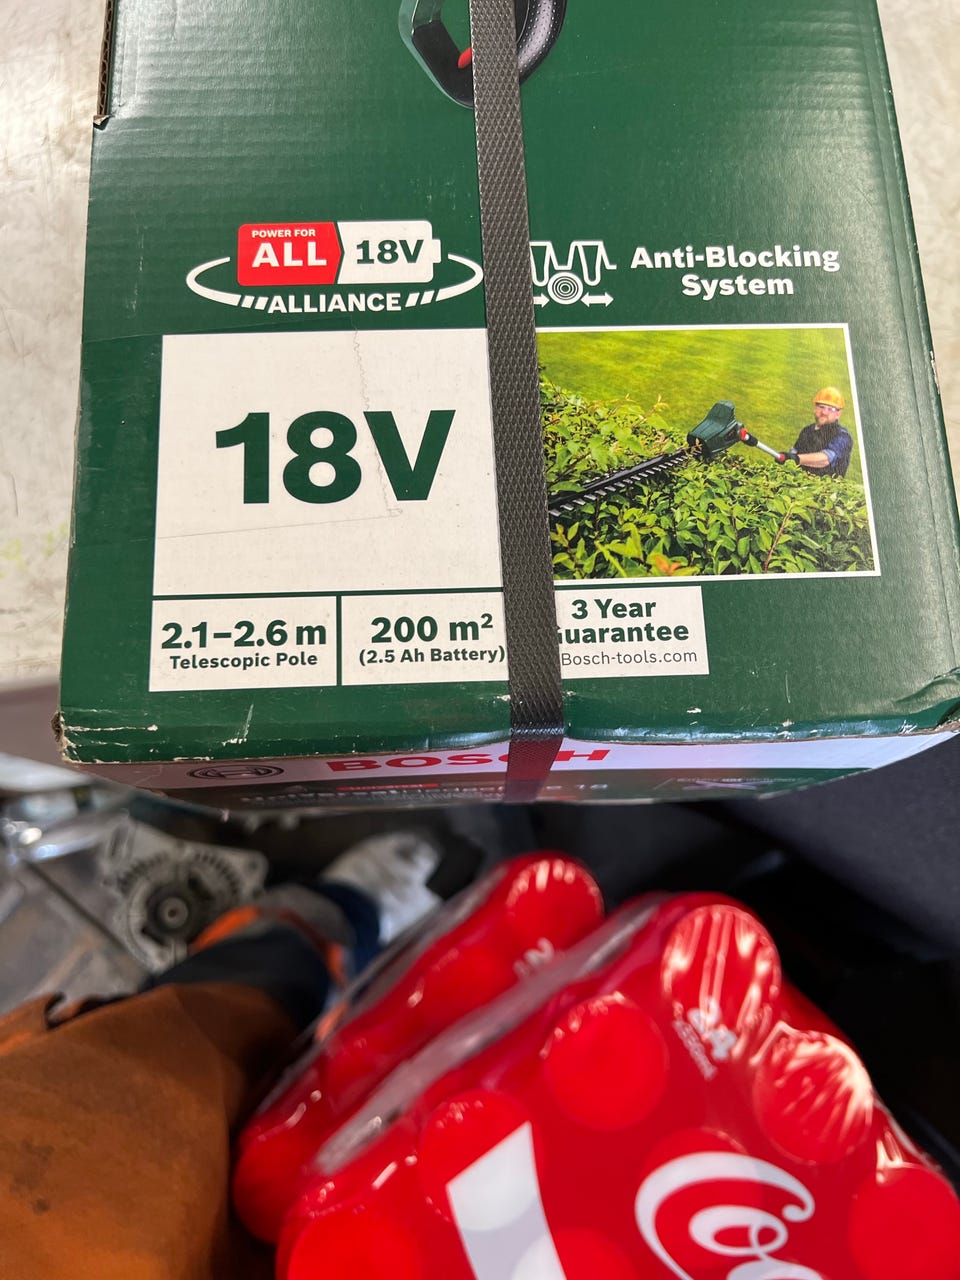 POWER FOR
ALL 18V
ALLIANCE
Anti-Blocking
System
18V
2.1–2.6 m
Telescopic Pole
200 m²
(2.5 Ah Battery)
3 Year
uarantee
Bosch-tools.com
BOSCH
24
Co